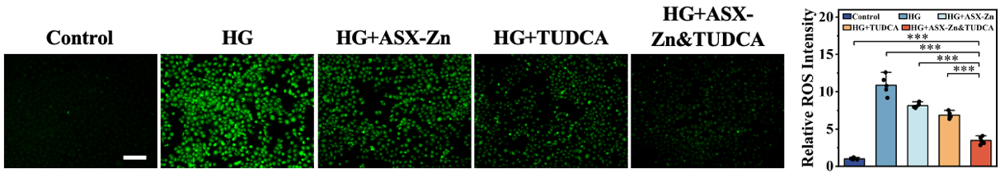 Control
HG
HG+ASX-Zn
HG+TUDCA
HG+ASX-
Zn&TUDCA
Relative ROS Intensity
20
15
10
5
0
Control HG HG+ASX-Zn
HG+TUDCA HG+ASX-Zn&TUDCA
***
***
***
***